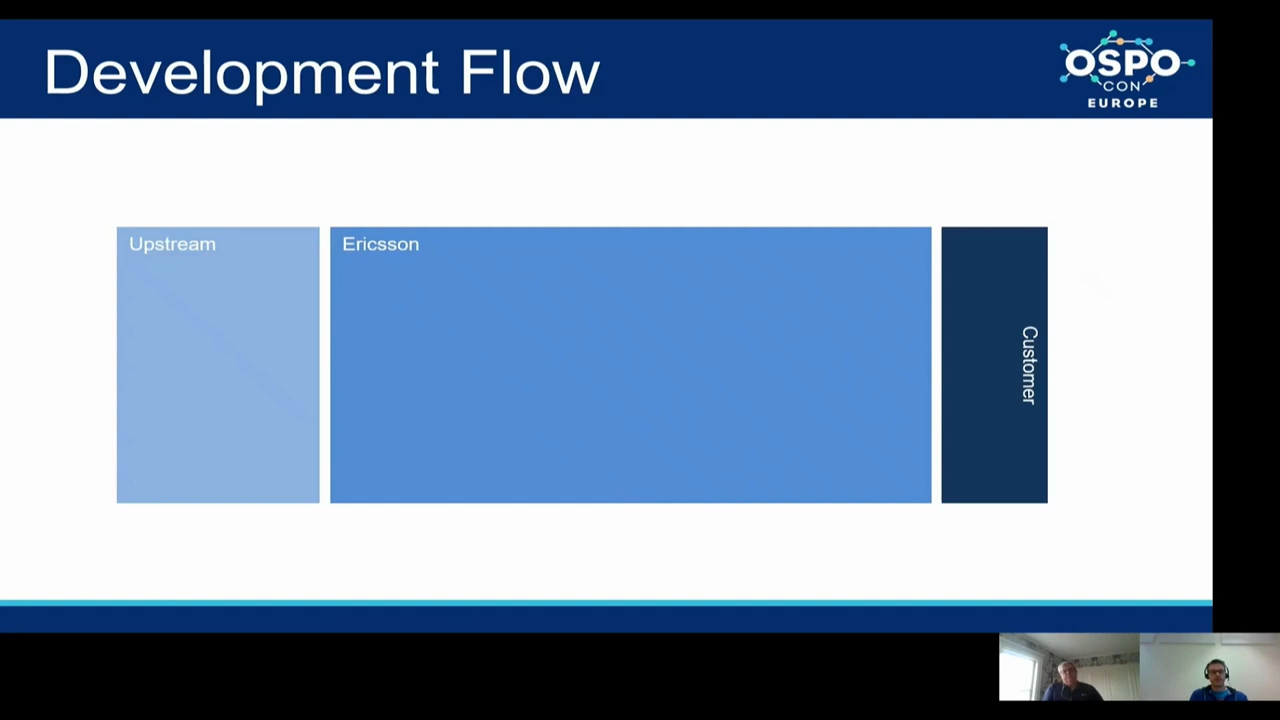 Development Flow
OSPO
CON
EUROPE
Upstream
Ericsson
Customer